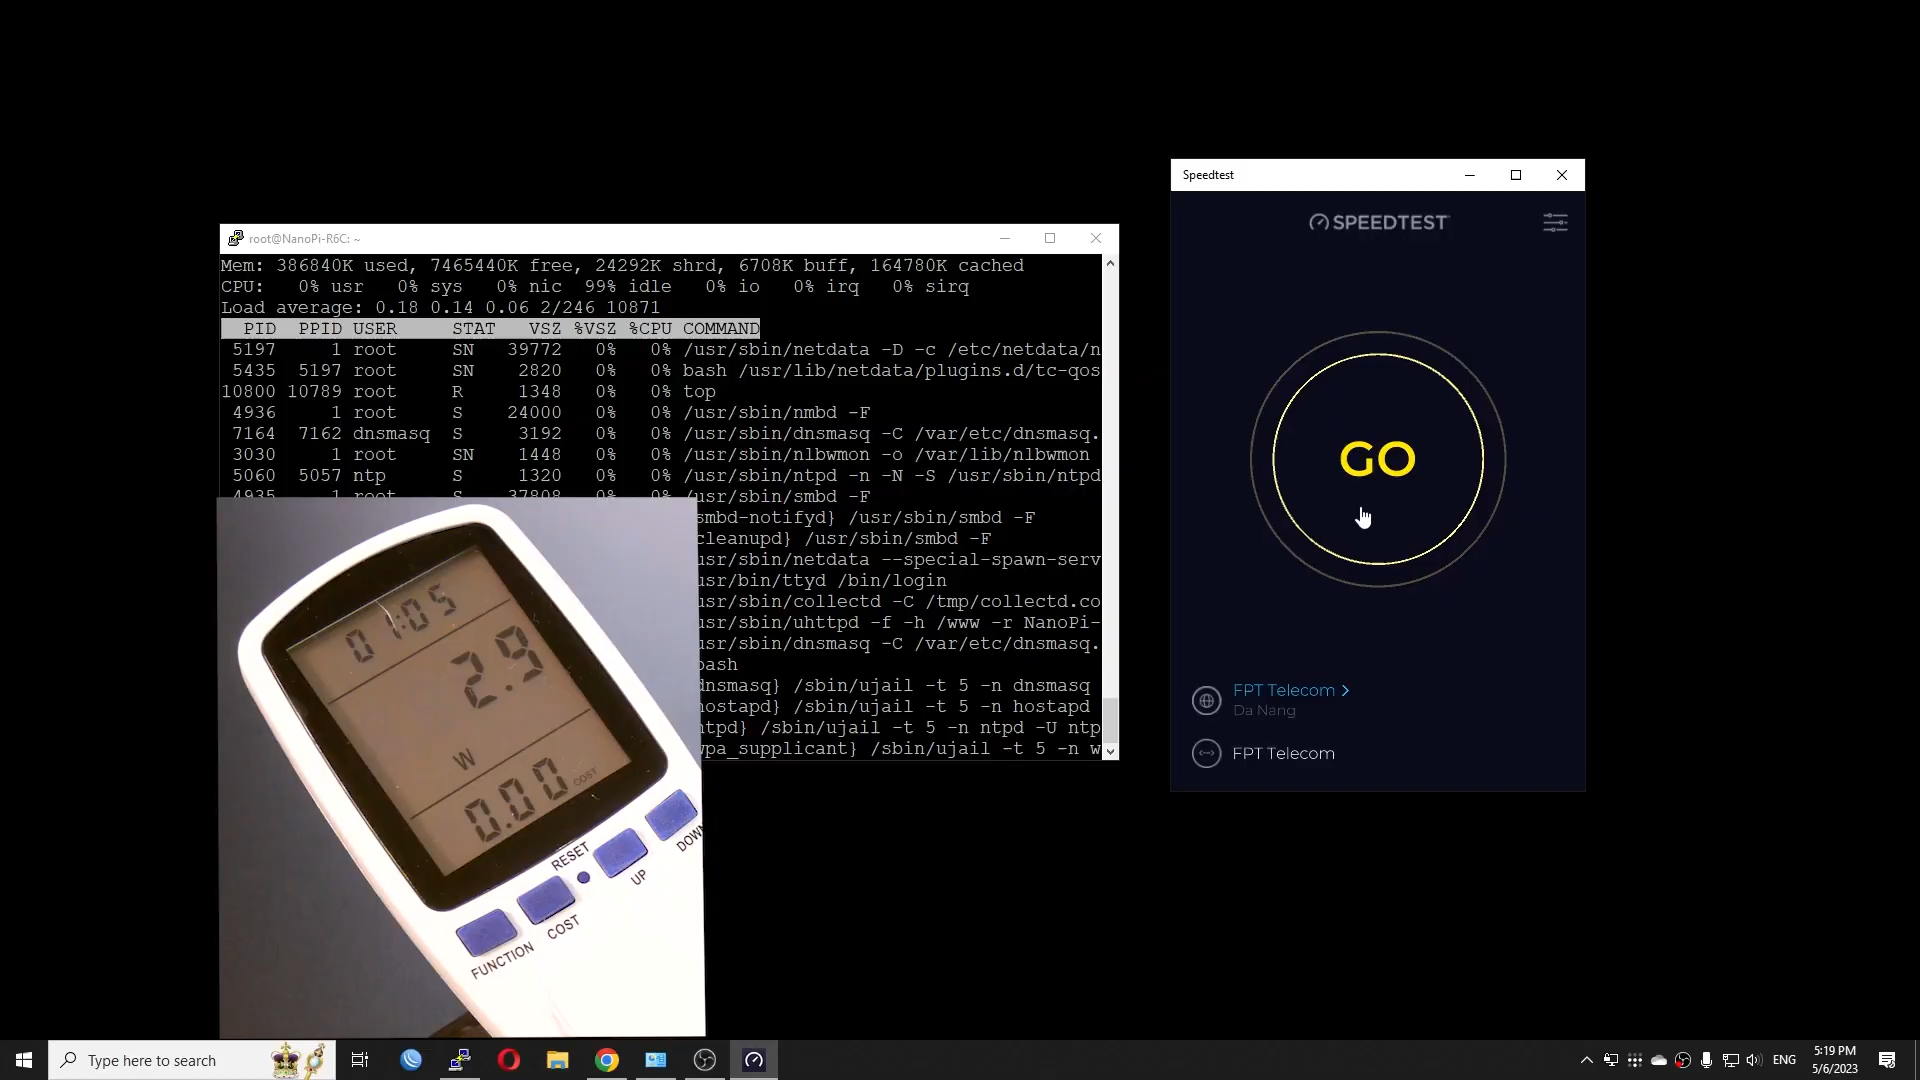 root@NanoPi-R6C: ~
Mem: 386840K used, 7465440K free, 24292K shrd, 6708K buff, 164780K cached
CPU:   0% usr   0% sys   0% nic  99% idle   0% io   0% irq   0% sirq
Load average: 0.18 0.14 0.06 2/246 10871
PID  PPID USER     STAT   VSZ %VSZ %CPU COMMAND
5197     1 root     SN   39772   0%   0% /usr/sbin/netdata -D -c /etc/netdata/n
5435  5197 root     SN    2820   0%   0% bash /usr/lib/netdata/plugins.d/tc-qos
10800 10789 root     R     1348   0%   0% top
4936     1 root     S    24000   0%   0% /usr/sbin/nmbd -F
7164  7162 dnsmasq  S     3192   0%   0% /usr/sbin/dnsmasq -C /var/etc/dnsmasq.
3030     1 root     SN    1448   0%   0% /usr/sbin/nlbwmon -o /var/lib/nlbwmon
5060  5057 ntp      S     1320   0%   0% /usr/sbin/ntpd -n -N -S /usr/sbin/ntpd
4935     1 root     S    37808   0%   0% /usr/sbin/smbd -F
smbd-notifyd} /usr/sbin/smbd -F
cleanupd} /usr/sbin/smbd -F
usr/sbin/netdata --special-spawn-serv
usr/bin/ttyd /bin/login
usr/sbin/collectd -C /tmp/collectd.co
usr/sbin/uhttpd -f -h /www -r NanoPi-
usr/sbin/dnsmasq -C /var/etc/dnsmasq.
bash
dnsmasq} /sbin/ujail -t 5 -n dnsmasq
hostapd} /sbin/ujail -t 5 -n hostapd
ntpd} /sbin/ujail -t 5 -n ntpd -U ntp
wpa_supplicant} /sbin/ujail -t 5 -n w
01:05
2.9
W
0.00 COST
RESET
DOWN
UP
COST
FUNCTION
Speedtest
SPEEDTEST
GO
FPT Telecom
Da Nang
FPT Telecom
Type here to search
ENG
5:19 PM
5/6/2023